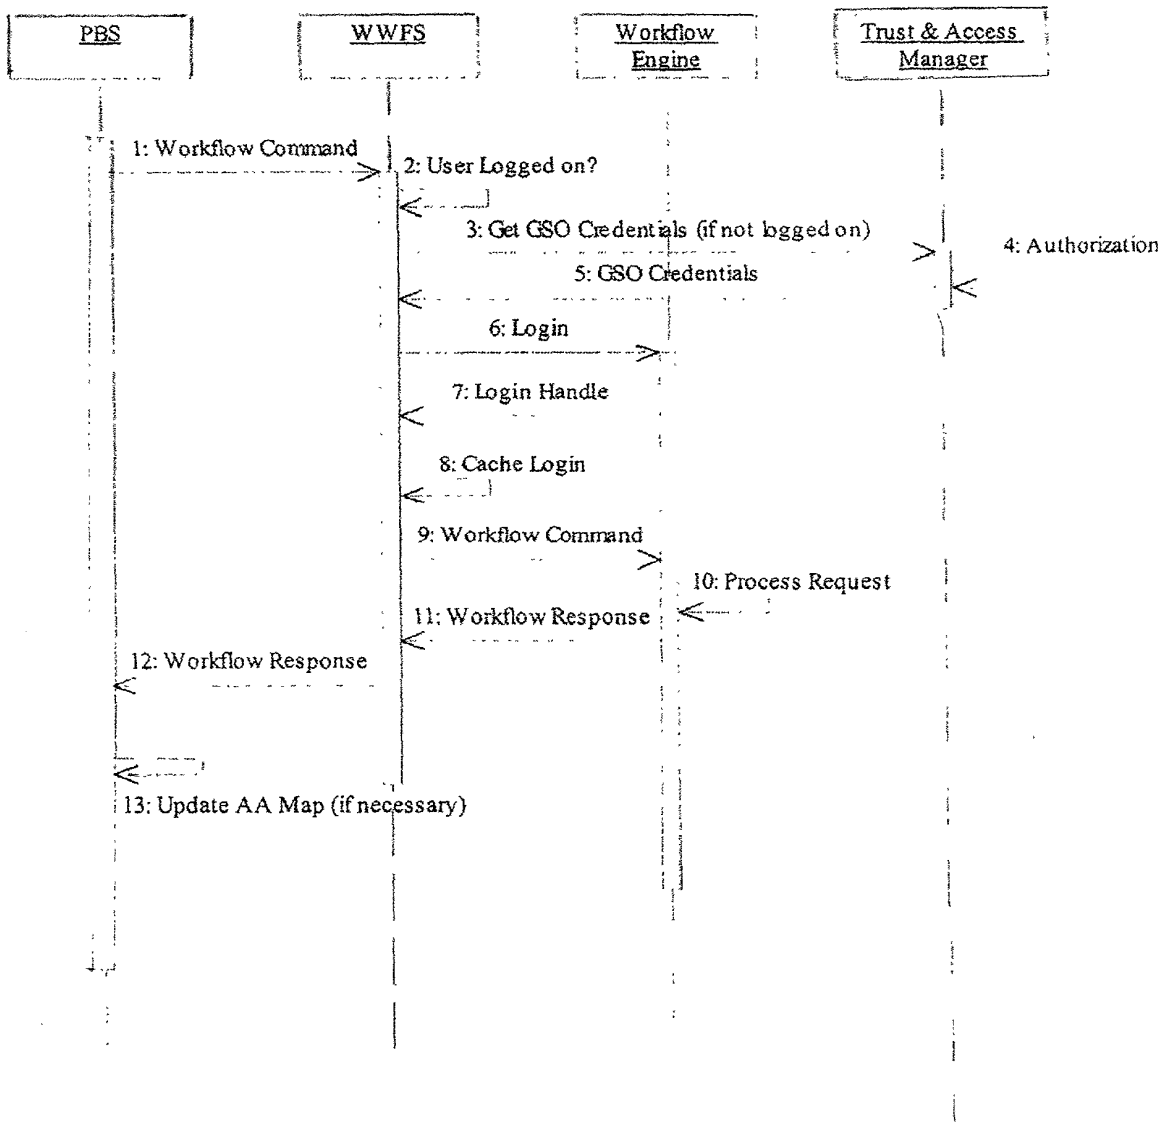 PBS
WWFS
Workflow
Engine
Trust & Access
Manager
1: Workflow Command
2: User Logged on?
3: Get GSO Credentials (if not logged on)
4: Authorization
5: GSO Credentials
6: Login
7: Login Handle
8: Cache Login
9: Workflow Command
10: Process Request
11: Workflow Response
12: Workflow Response
13: Update AA Map (if necessary)